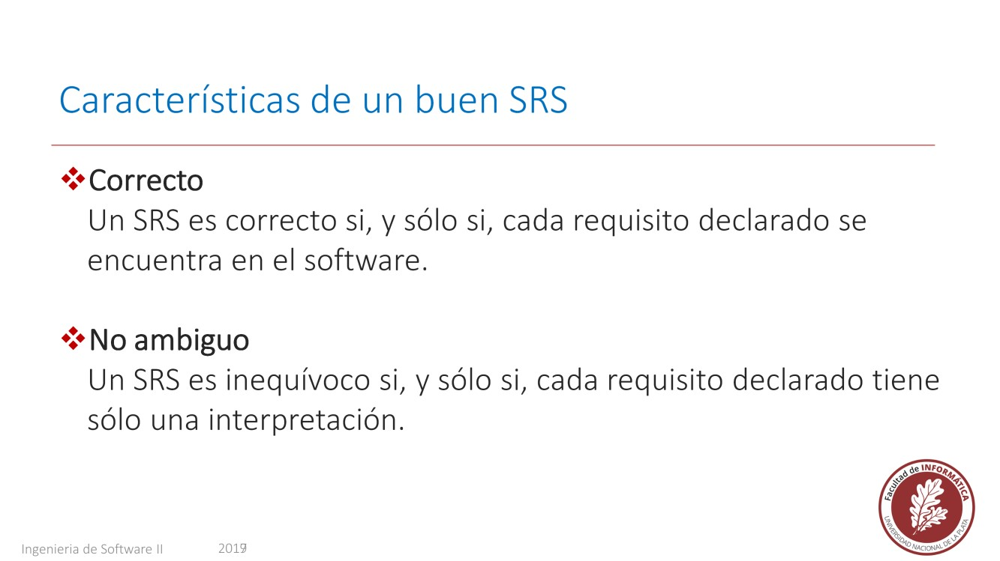 Características de un buen SRS
❖Correcto
Un SRS es correcto si, y sólo si, cada requisito declarado se
encuentra en el software.
❖No ambiguo
Un SRS es inequívoco si, y sólo si, cada requisito declarado tiene
sólo una interpretación.
Facultad de INFORMÁTICA
UNIVERSIDAD NACIONAL DE LA PLATA
Ingenieria de Software II